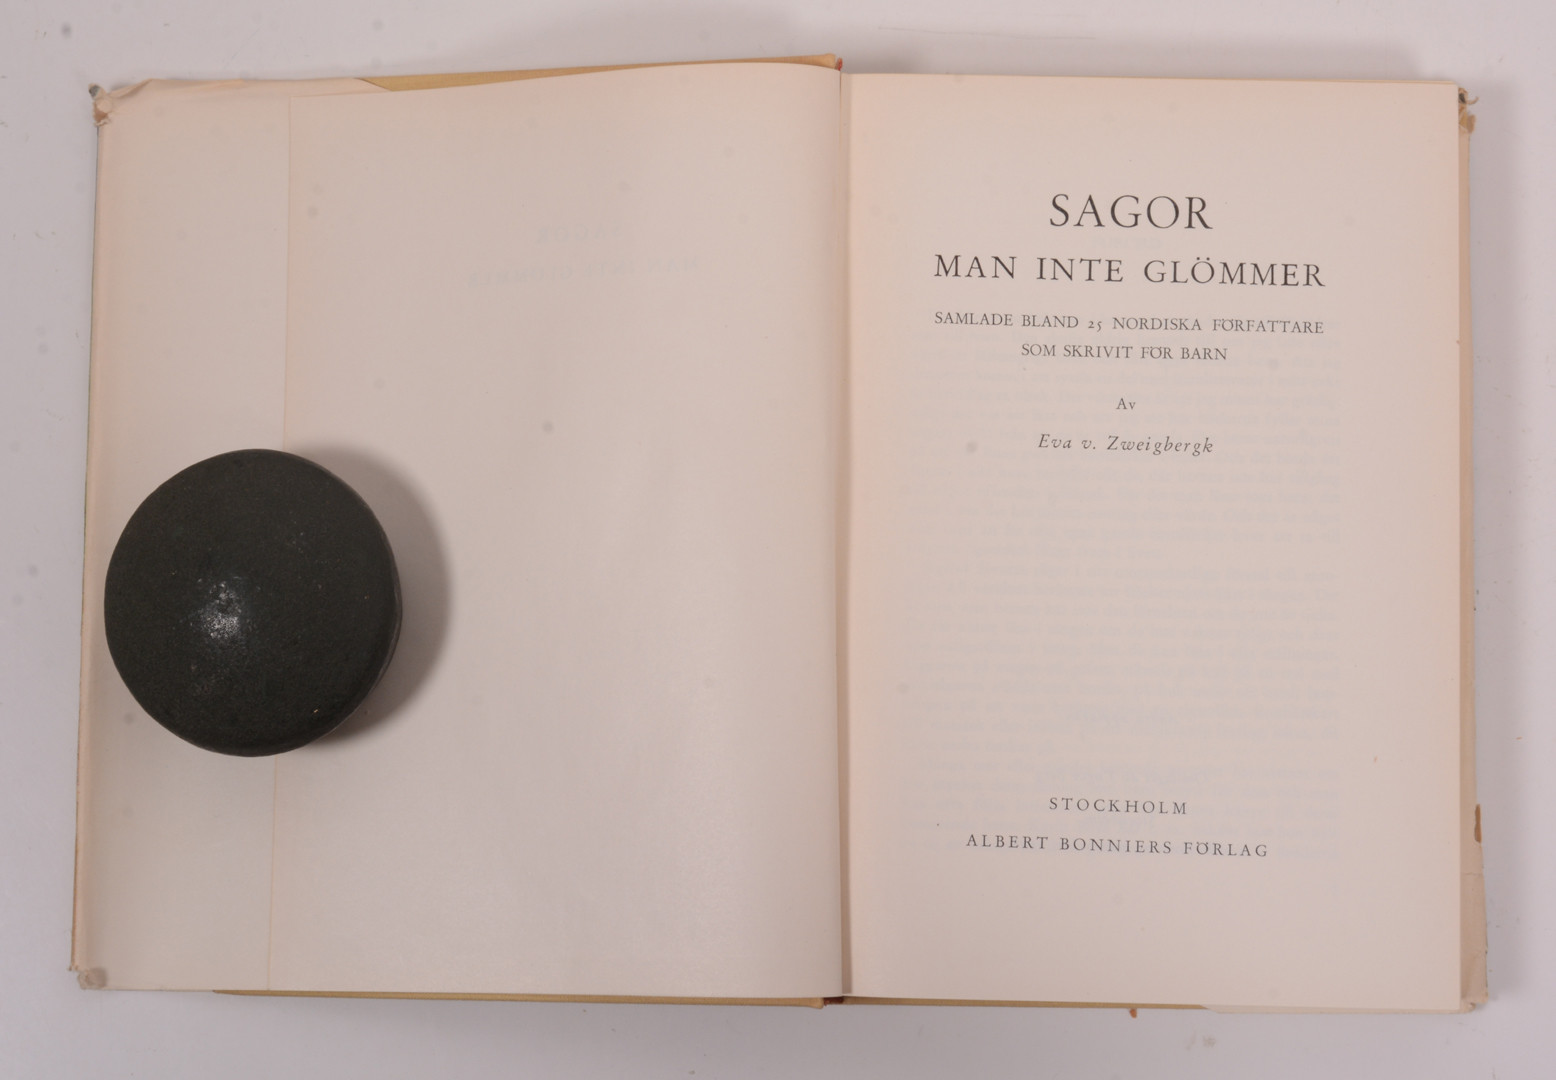 SAGOR
MAN INTE GLÖMMER
SAMLADE BLAND 25 NORDISKA FÖRFATTARE
SOM SKRIVIT FÖR BARN
Av
Eva v. Zweigbergk
STOCKHOLM
ALBERT BONNIERS FÖRLAG